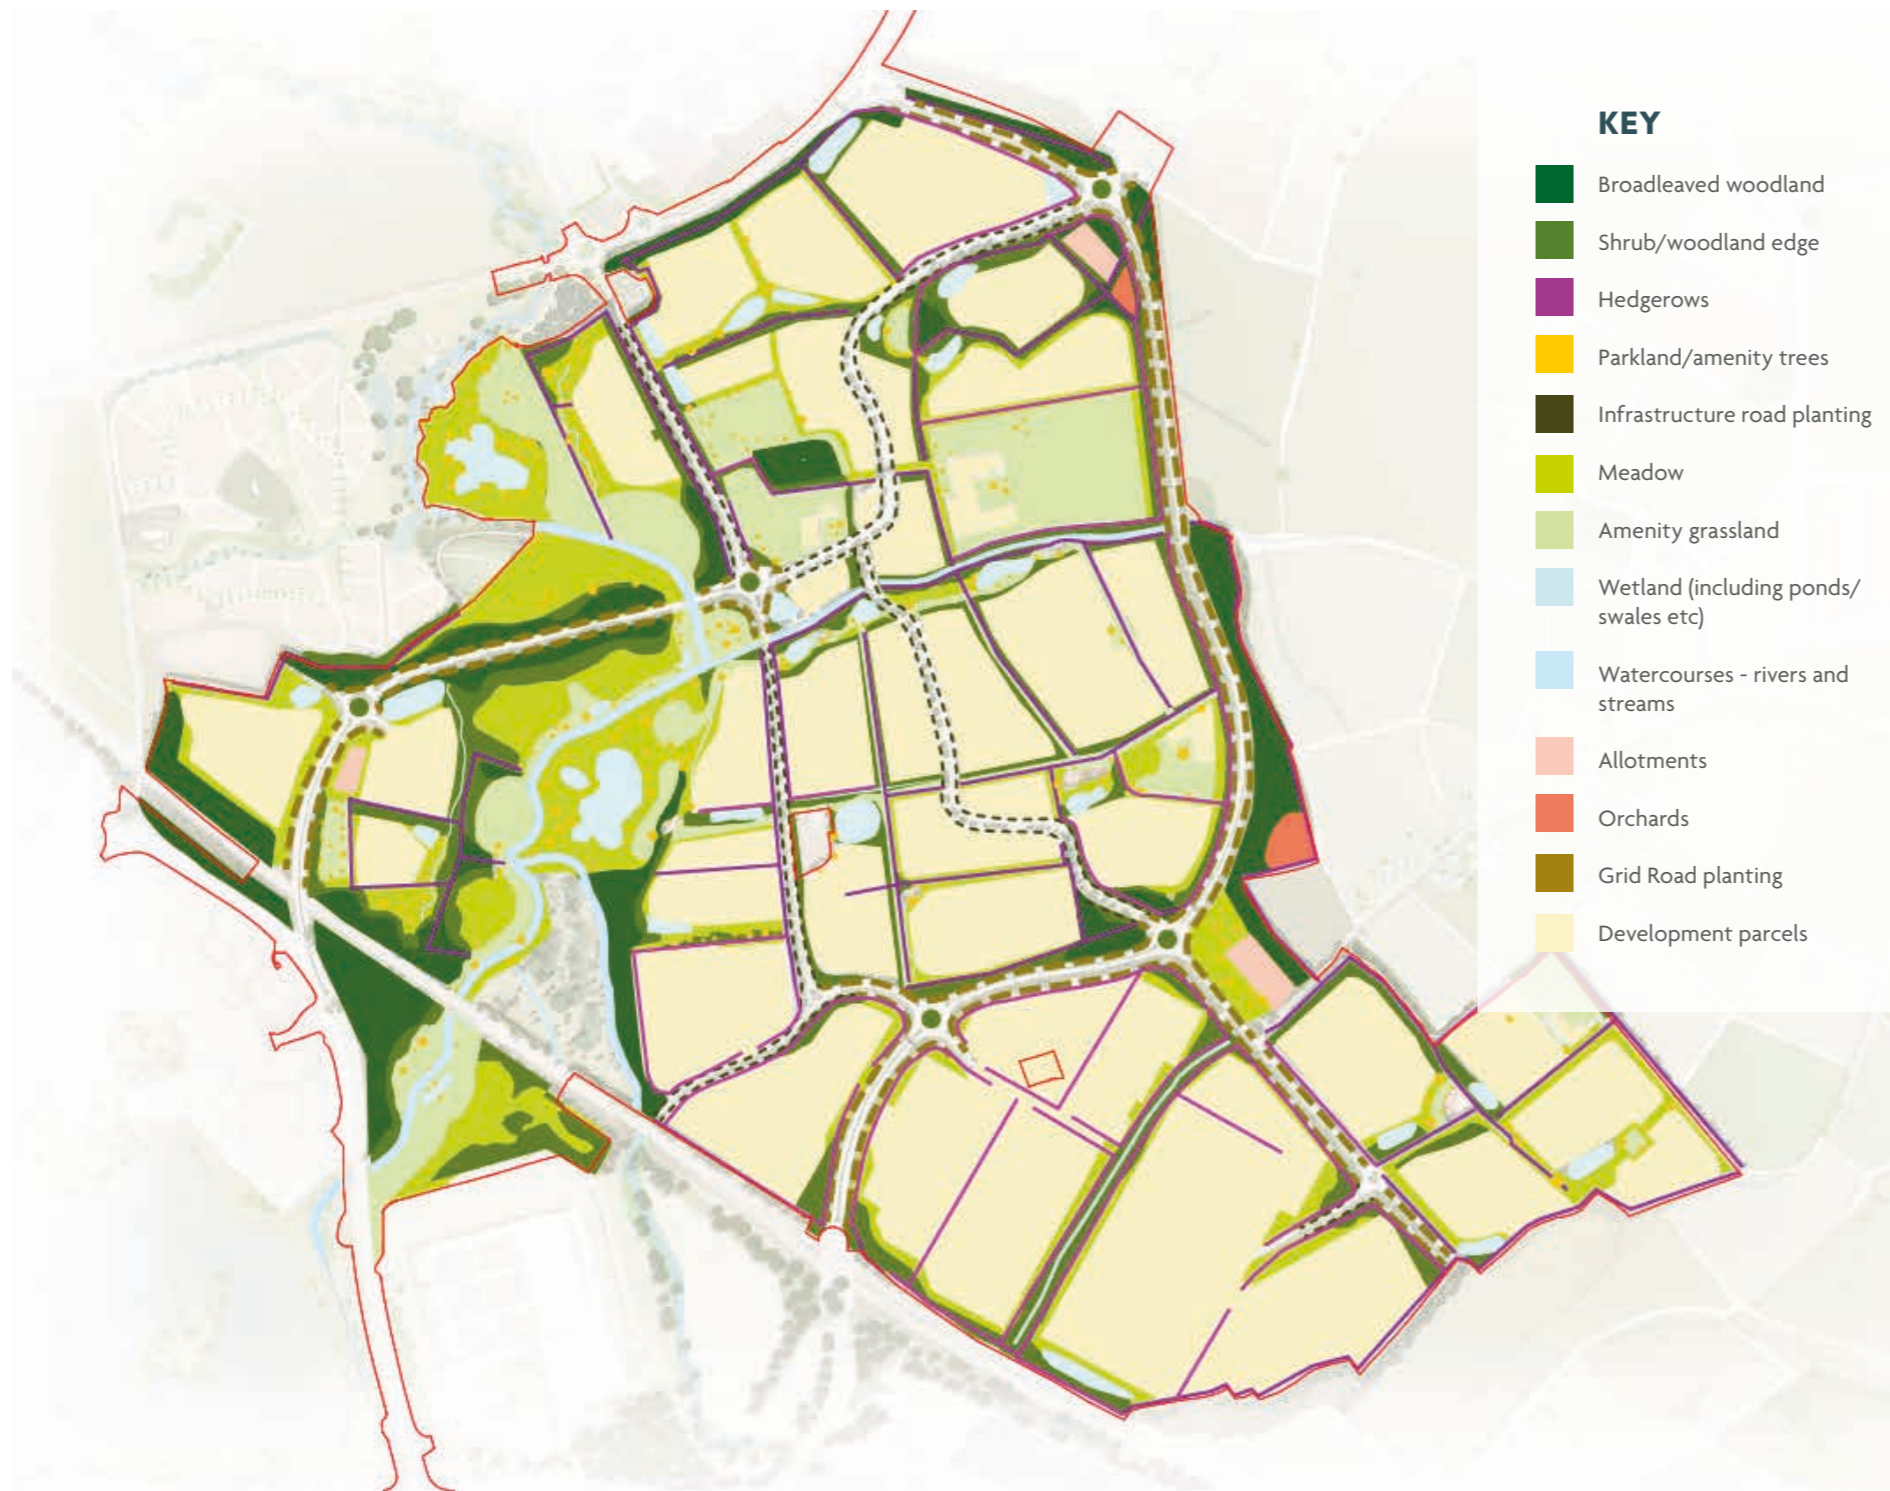 KEY
Broadleaved woodland
Shrub/woodland edge
Hedgerows
Parkland/amenity trees
Infrastructure road planting
Meadow
Amenity grassland
Wetland (including ponds/
swales etc)
Watercourses - rivers and
streams
Allotments
Orchards
Grid Road planting
Development parcels